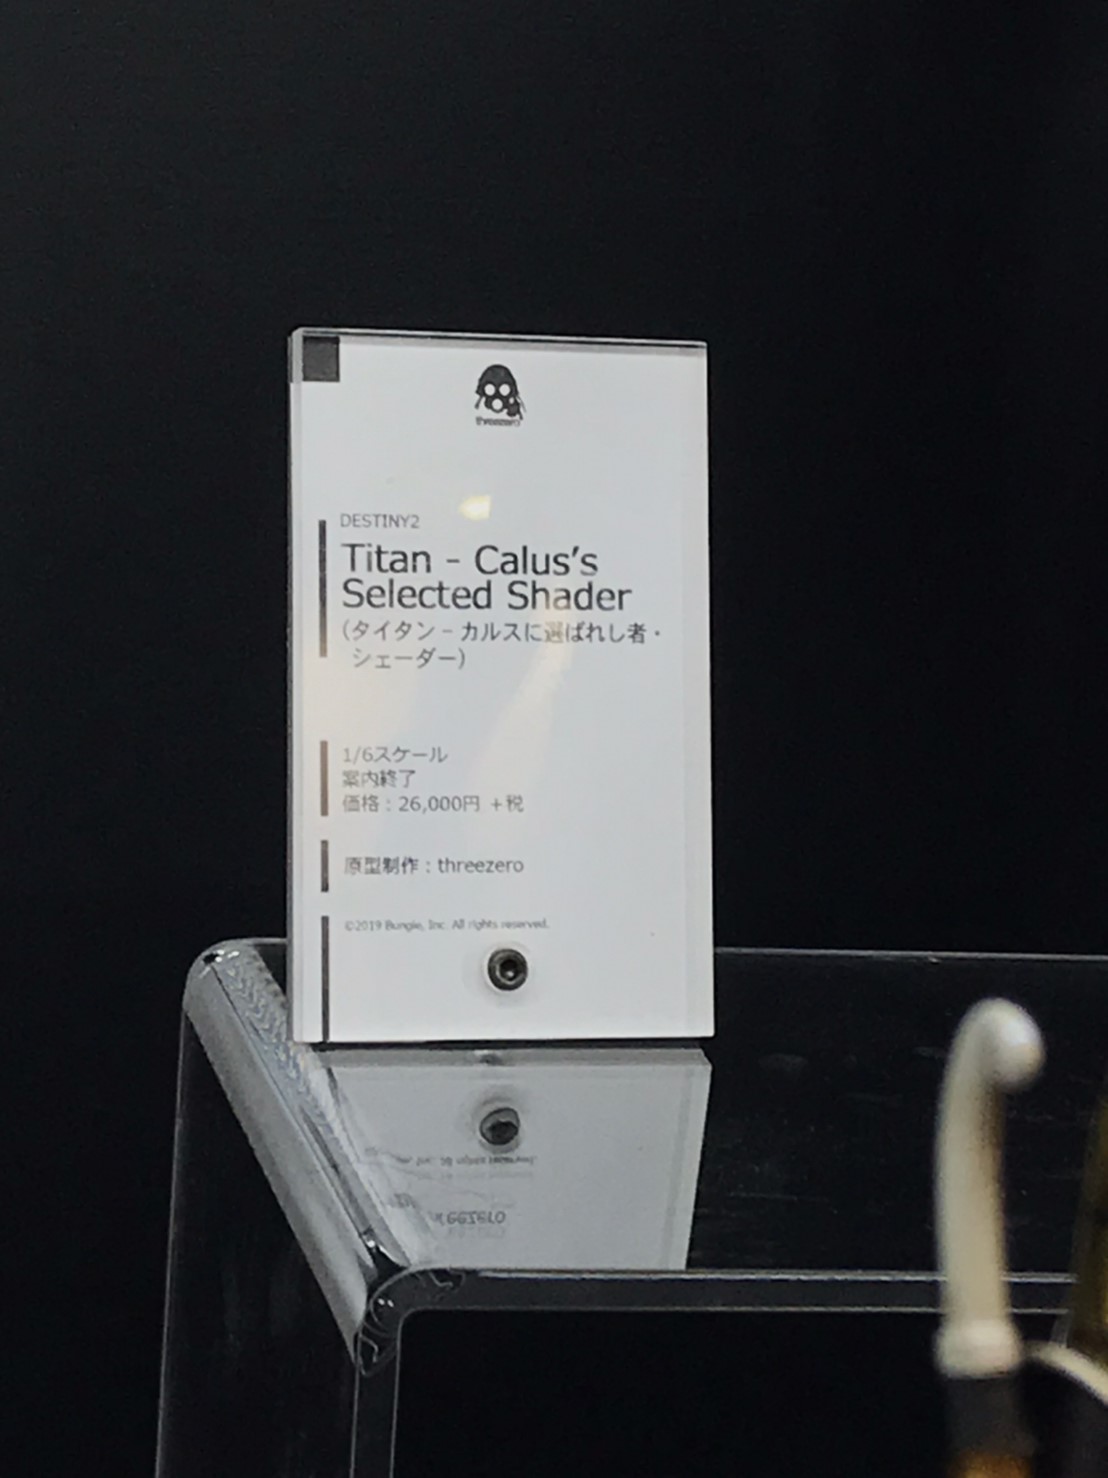 threezero
DESTINY2
Titan – Calus's
Selected Shader
（タイタン – カルスに選ばれし者・
シェーダー）
1/6スケール
案内終了
価格：26,000円 +税
原型制作：threezero
©2019 Bungie, Inc. All rights reserved.